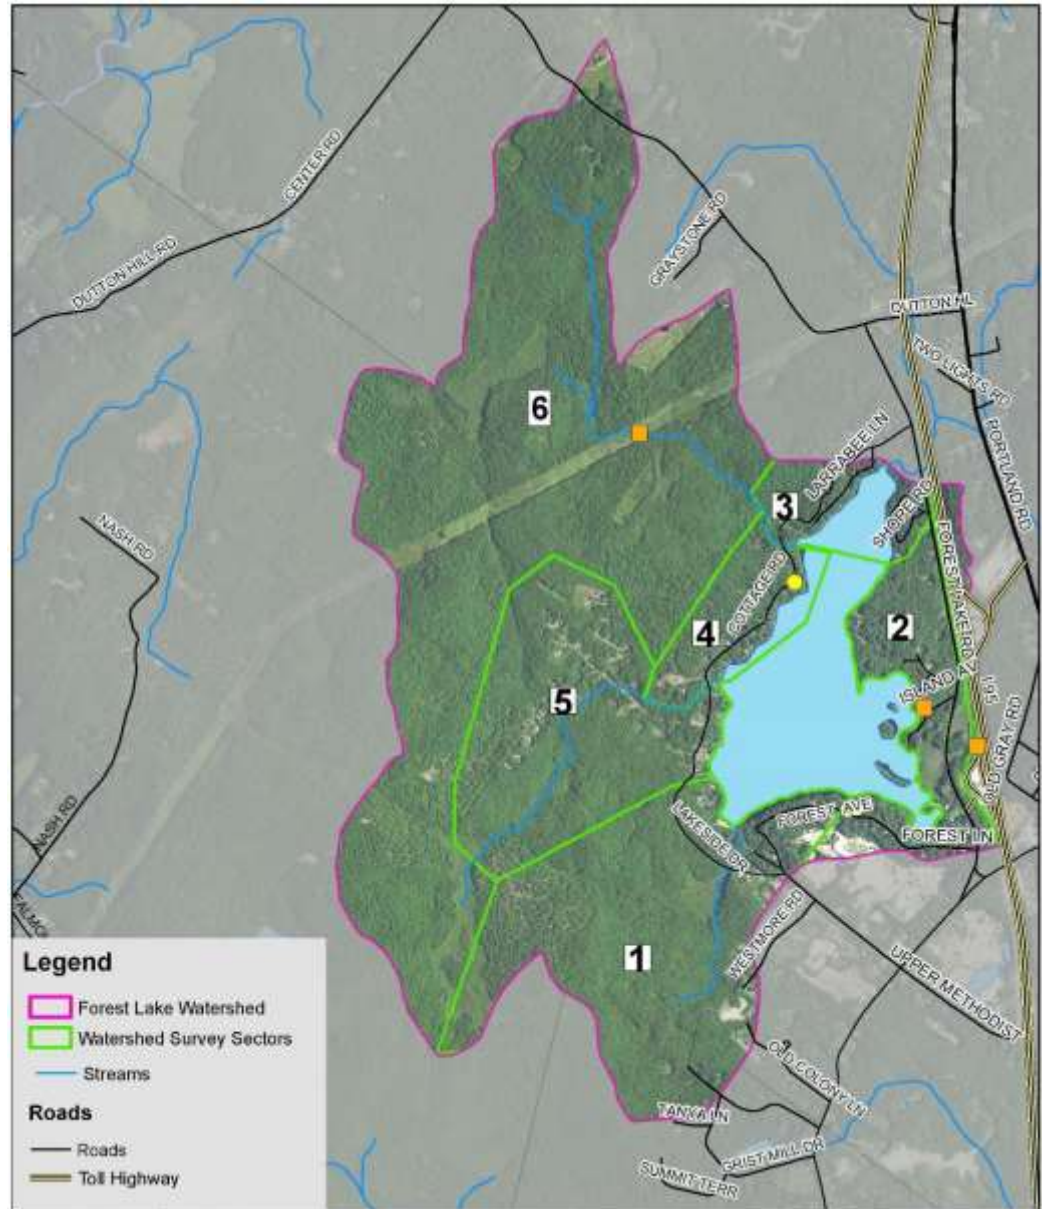 CENTER RD
GRAYSTONE RD
DUTTON HILL RD
DUTTON HL
TWO LIGHTS RD
6
LARRABEE LN
PORTLAND RD
3
SHOPE RD
NASH RD
COTTAGE RD
FOREST LAKE RD
4
2
5
ISLAND AV
I 95
OLD GRAY RD
NASH RD
LAKESIDE DR
FOREST AVE
FOREST LN
WESTMORE RD
1
UPPER METHODIST
OLD COLONY LN
TANYA LN
GRIST MILL DR
SUMMIT TERR
Legend
Forest Lake Watershed
Watershed Survey Sectors
Streams
Roads
Roads
Toll Highway